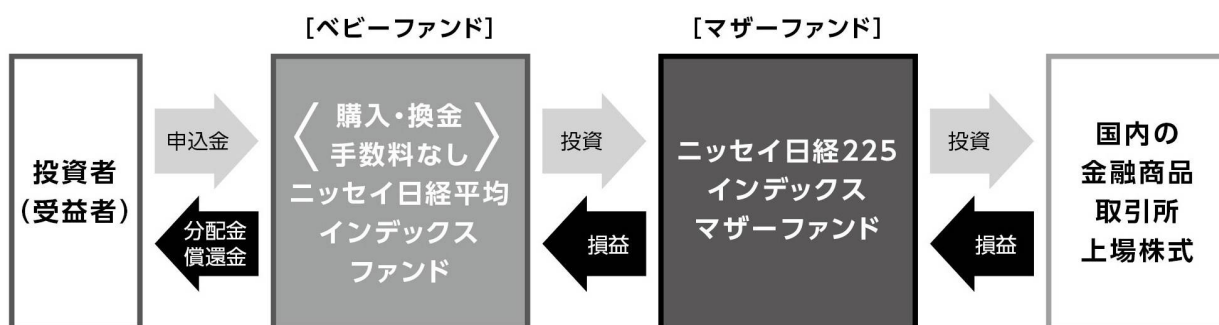 [ベビーファンド]
[マザーファンド]
投資者
(受益者)
申込金
分配金
償還金
〈購入・換金
手数料なし〉
ニッセイ日経平均
インデックス
ファンド
投資
損益
ニッセイ日経225
インデックス
マザーファンド
投資
損益
国内の
金融商品
取引所
上場株式